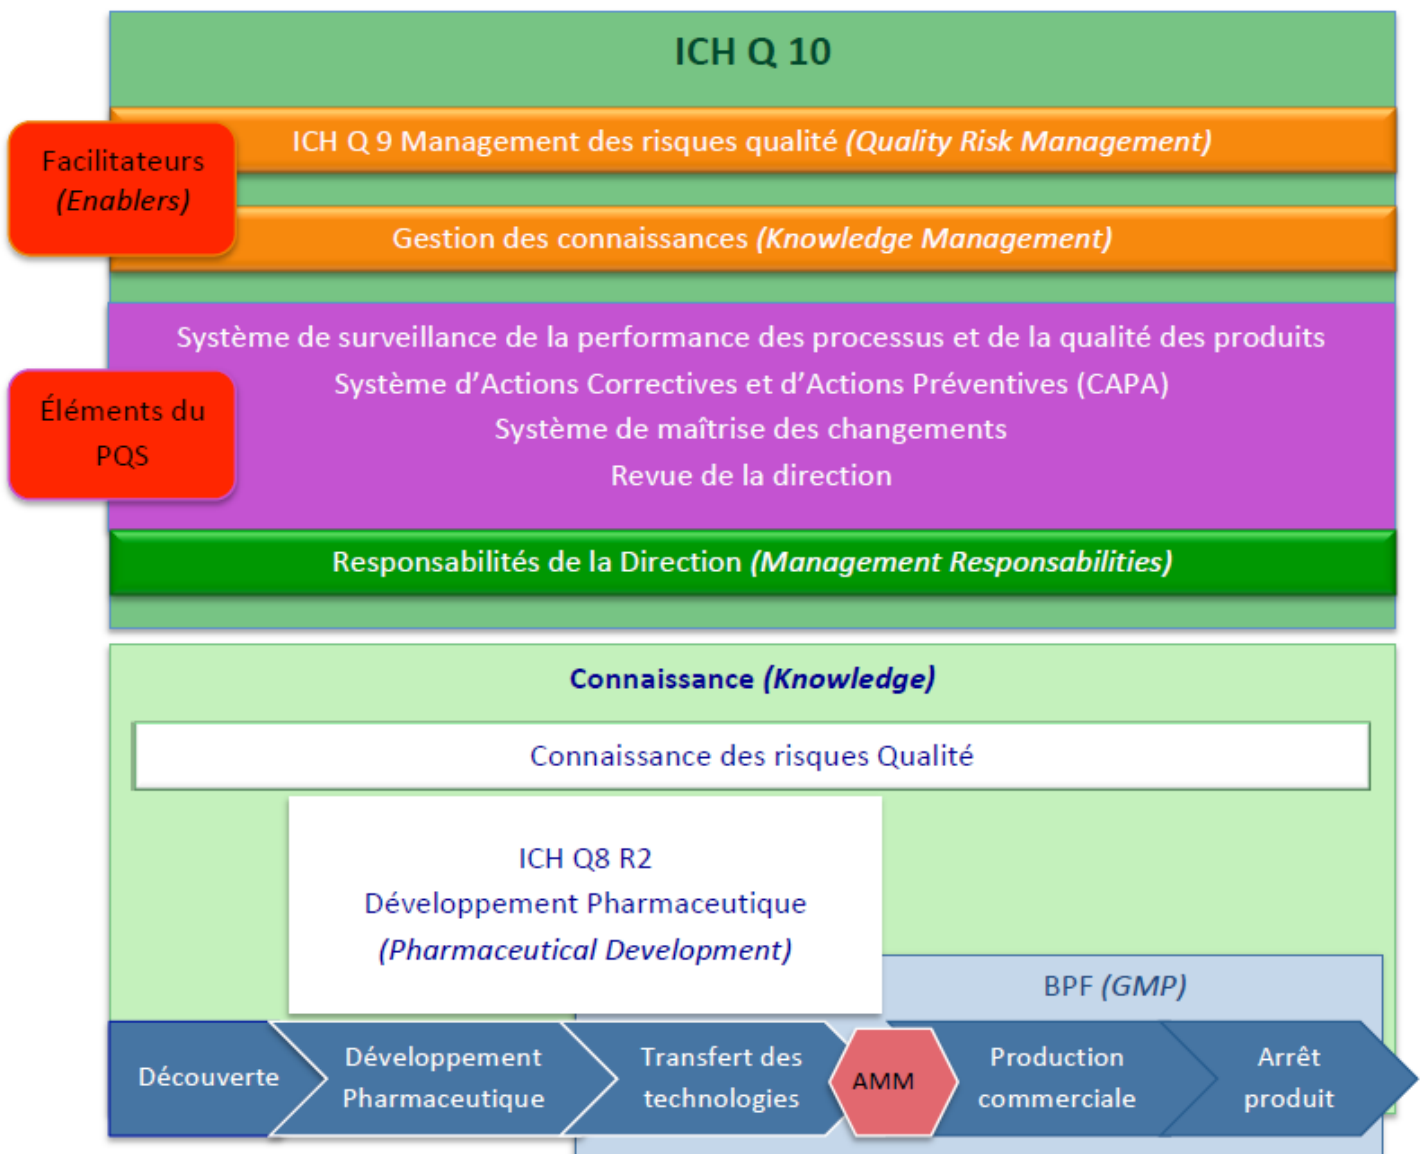 ICH Q 10
ICH Q 9 Management des risques qualité (Quality Risk Management)
Facilitateurs
(Enablers)
Gestion des connaissances (Knowledge Management)
Système de surveillance de la performance des processus et de la qualité des produits
Système d’Actions Correctives et d’Actions Préventives (CAPA)
Système de maîtrise des changements
Revue de la direction
Éléments du
PQS
Responsabilités de la Direction (Management Responsabilities)
Connaissance (Knowledge)
Connaissance des risques Qualité
ICH Q8 R2
Développement Pharmaceutique
(Pharmaceutical Development)
BPF (GMP)
Découverte
Développement
Pharmaceutique
Transfert des
technologies
AMM
Production
commerciale
Arrêt
produit